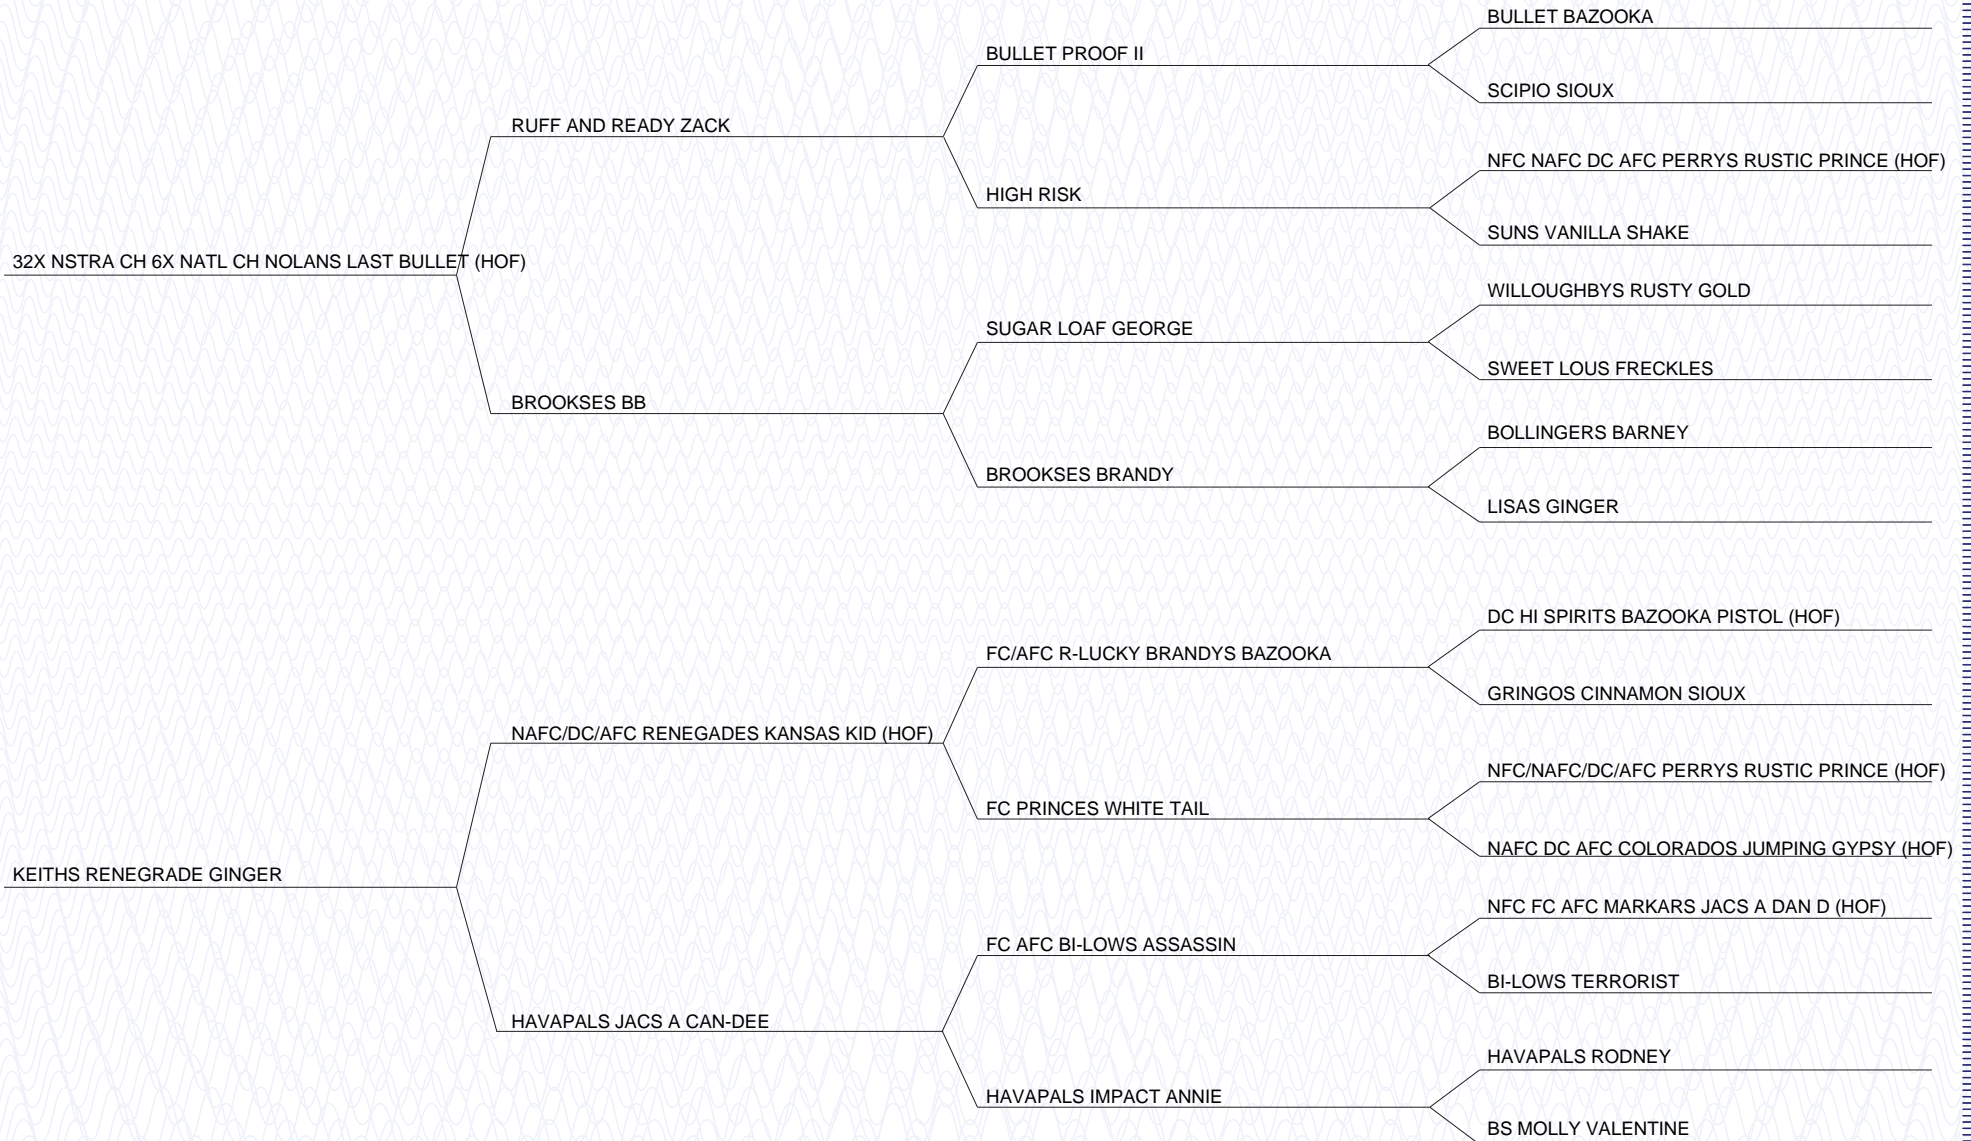 BULLET BAZOOKA
BULLET PROOF II
SCIPIO SIOUX
RUFF AND READY ZACK
NFC NAFC DC AFC PERRYS RUSTIC PRINCE (HOF)
HIGH RISK
SUNS VANILLA SHAKE
32X NSTRA CH 6X NATL CH NOLANS LAST BULLET (HOF)
WILLOUGHBYS RUSTY GOLD
SUGAR LOAF GEORGE
SWEET LOUS FRECKLES
BROOKSES BB
BOLLINGERS BARNEY
BROOKSES BRANDY
LISAS GINGER
DC HI SPIRITS BAZOOKA PISTOL (HOF)
FC/AFC R-LUCKY BRANDYS BAZOOKA
GRINGOS CINNAMON SIOUX
NAFC/DC/AFC RENEGADES KANSAS KID (HOF)
NFC/NAFC/DC/AFC PERRYS RUSTIC PRINCE (HOF)
FC PRINCES WHITE TAIL
NAFC DC AFC COLORADOS JUMPING GYPSY (HOF)
KEITHS RENEGRADE GINGER
NFC FC AFC MARKARS JACS A DAN D (HOF)
FC AFC BI-LOWS ASSASSIN
BI-LOWS TERRORIST
HAVAPALS JACS A CAN-DEE
HAVAPALS RODNEY
HAVAPALS IMPACT ANNIE
BS MOLLY VALENTINE